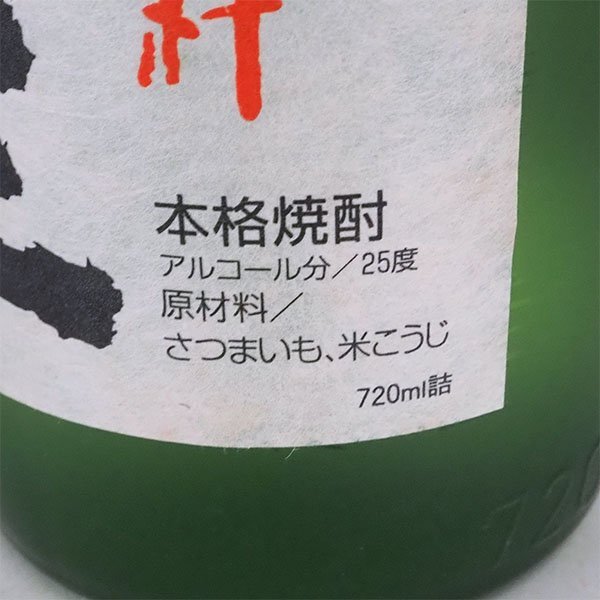 本格焼酎
アルコール分／25度
原材料／
さつまいも、米こうじ
720ml詰
720